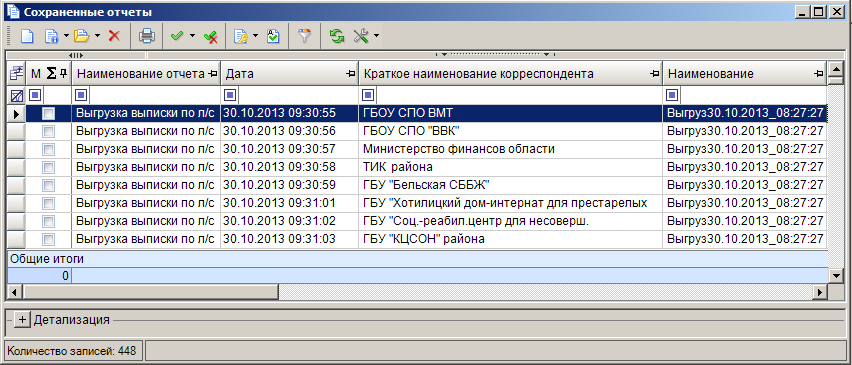 Сохраненные отчеты
М Σ Наименование отчета Дата Краткое наименование корреспондента Наименование
Выгрузка выписки по л/с 30.10.2013 09:30:55 ГБОУ СПО ВМТ Выгруз30.10.2013_08:27:27
Выгрузка выписки по л/с 30.10.2013 09:30:56 ГБОУ СПО "ВВК" Выгруз30.10.2013_08:27:27
Выгрузка выписки по л/с 30.10.2013 09:30:57 Министерство финансов области Выгруз30.10.2013_08:27:27
Выгрузка выписки по л/с 30.10.2013 09:30:58 ТИК района Выгруз30.10.2013_08:27:27
Выгрузка выписки по л/с 30.10.2013 09:30:59 ГБУ "Бельская СББЖ" Выгруз30.10.2013_08:27:27
Выгрузка выписки по л/с 30.10.2013 09:31:01 ГБУ "Хотилицкий дом-интернат для престарелых Выгруз30.10.2013_08:27:27
Выгрузка выписки по л/с 30.10.2013 09:31:02 ГБУ "Соц.-реабил.центр для несоверш. Выгруз30.10.2013_08:27:27
Выгрузка выписки по л/с 30.10.2013 09:31:03 ГБУ "КЦСОН" района Выгруз30.10.2013_08:27:27
Общие итоги
0
Детализация
Количество записей: 448